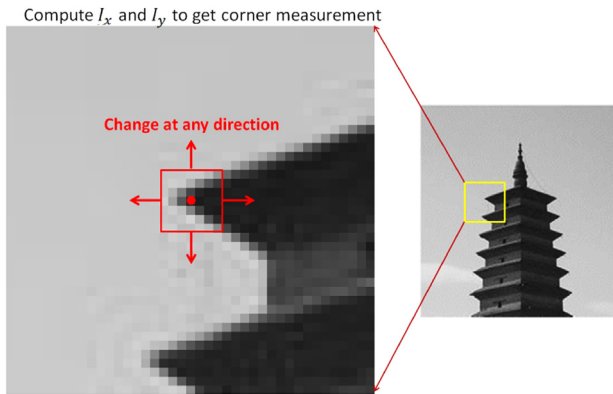 Compute I_x and I_y to get corner measurement
Change at any direction